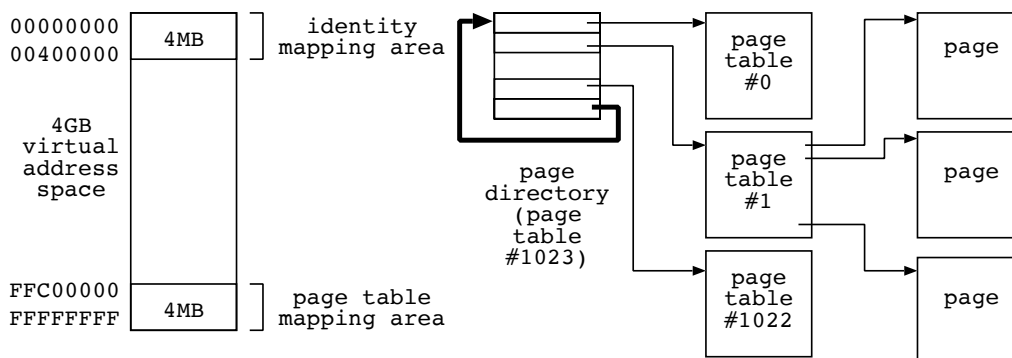 00000000
00400000
4MB
identity
mapping area
4GB
virtual
address
space
FFC00000
FFFFFFFF
4MB
page table
mapping area
page
directory
(page
table
#1023)
page
table
#0
page
table
#1
page
table
#1022
page
page
page